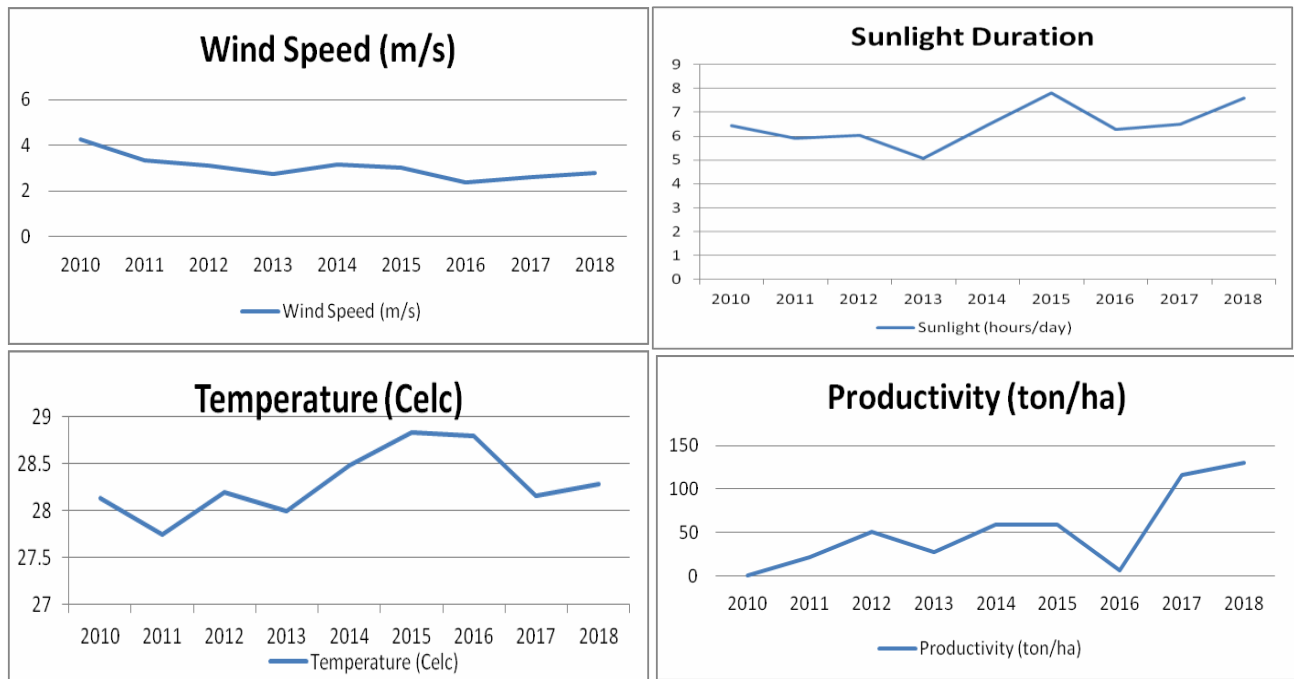 Wind Speed (m/s)
6
4
2
0
2010 2011 2012 2013 2014 2015 2016 2017 2018
Wind Speed (m/s)
Sunlight Duration
9
8
7
6
5
4
3
2
1
0
2010 2011 2012 2013 2014 2015 2016 2017 2018
Sunlight (hours/day)
Temperature (Celc)
29
28.5
28
27.5
27
2010 2011 2012 2013 2014 2015 2016 2017 2018
Temperature (Celc)
Productivity (ton/ha)
150
100
50
0
2010 2011 2012 2013 2014 2015 2016 2017 2018
Productivity (ton/ha)